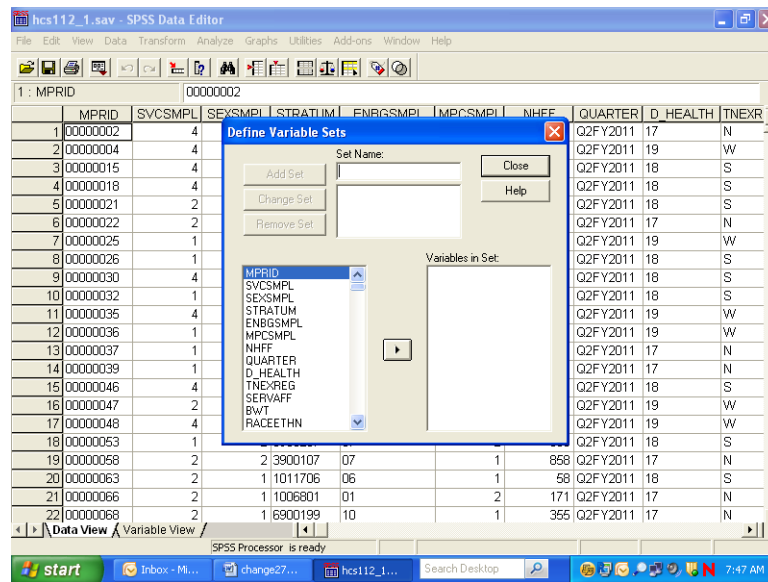 hcs112_1.sav - SPSS Data Editor
File Edit View Data Transform Analyze Graphs Utilities Add-ons Window Help
1 : MPRID 00000002
MPRID SVCSMPL SEXSMPL STRATUM ENBGSMPL MPCSMPL NHFF QUARTER D_HEALTH TNEXR
1 00000002 4 Q2FY2011 17 N
2 00000004 4 Q2FY2011 19 W
3 00000015 4 Q2FY2011 18 S
4 00000018 4 Q2FY2011 18 S
5 00000021 2 Q2FY2011 18 S
6 00000022 2 Q2FY2011 17 N
7 00000025 1 Q2FY2011 19 W
8 00000026 1 Q2FY2011 18 S
9 00000030 4 Q2FY2011 18 S
10 00000032 1 Q2FY2011 18 S
11 00000035 4 Q2FY2011 19 W
12 00000036 1 Q2FY2011 19 W
13 00000037 1 Q2FY2011 17 N
14 00000039 1 Q2FY2011 17 N
15 00000046 4 Q2FY2011 18 S
16 00000047 2 Q2FY2011 19 W
17 00000048 4 Q2FY2011 19 W
18 00000053 1 Q2FY2011 18 S
19 00000058 2 2 3900107 07 1 858 Q2FY2011 17 N
20 00000063 2 1 1011706 06 1 58 Q2FY2011 18 S
21 00000066 2 1 1006801 01 2 171 Q2FY2011 17 N
22 00000068 2 1 6900199 10 1 355 Q2FY2011 17 N
Define Variable Sets
Set Name:
Add Set
Change Set
Remove Set
Close
Help
Variables in Set:
MPRID
SVCSMPL
SEXSMPL
STRATUM
ENBGSMPL
MPCSMPL
NHFF
QUARTER
D_HEALTH
TNEXREG
SERVAFF
BWT
RACEETHN
Data View Variable View
SPSS Processor is ready
start Inbox - Mi... change27... hcs112_1... Search Desktop N 7:47 AM